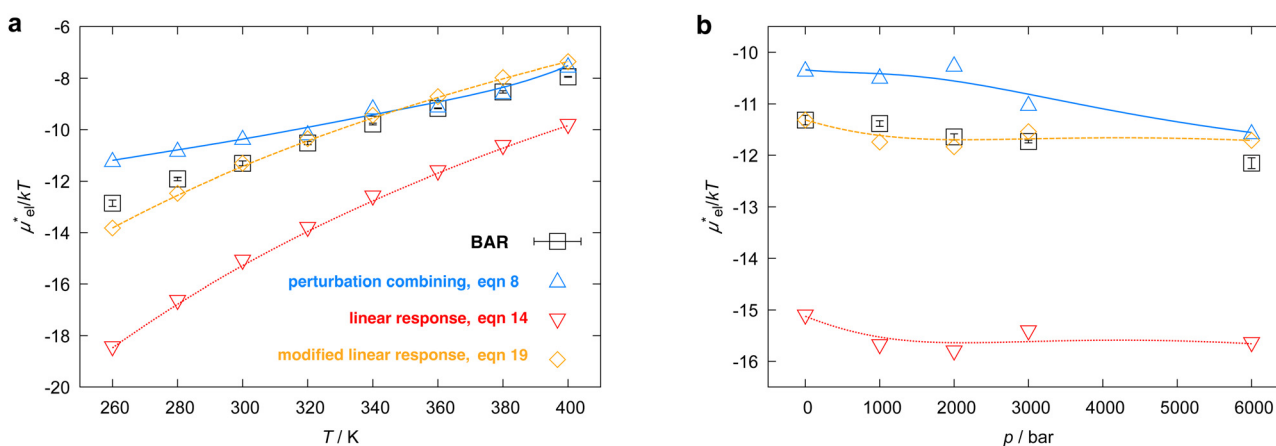 a
-6
-8
-10
-12
-14
-16
-18
-20
μ*el/kT
260 280 300 320 340 360 380 400
T / K
BAR
perturbation combining, eqn 8
linear response, eqn 14
modified linear response, eqn 19
b
-10
-11
-12
-13
-14
-15
-16
μ*el/kT
0 1000 2000 3000 4000 5000 6000
p / bar